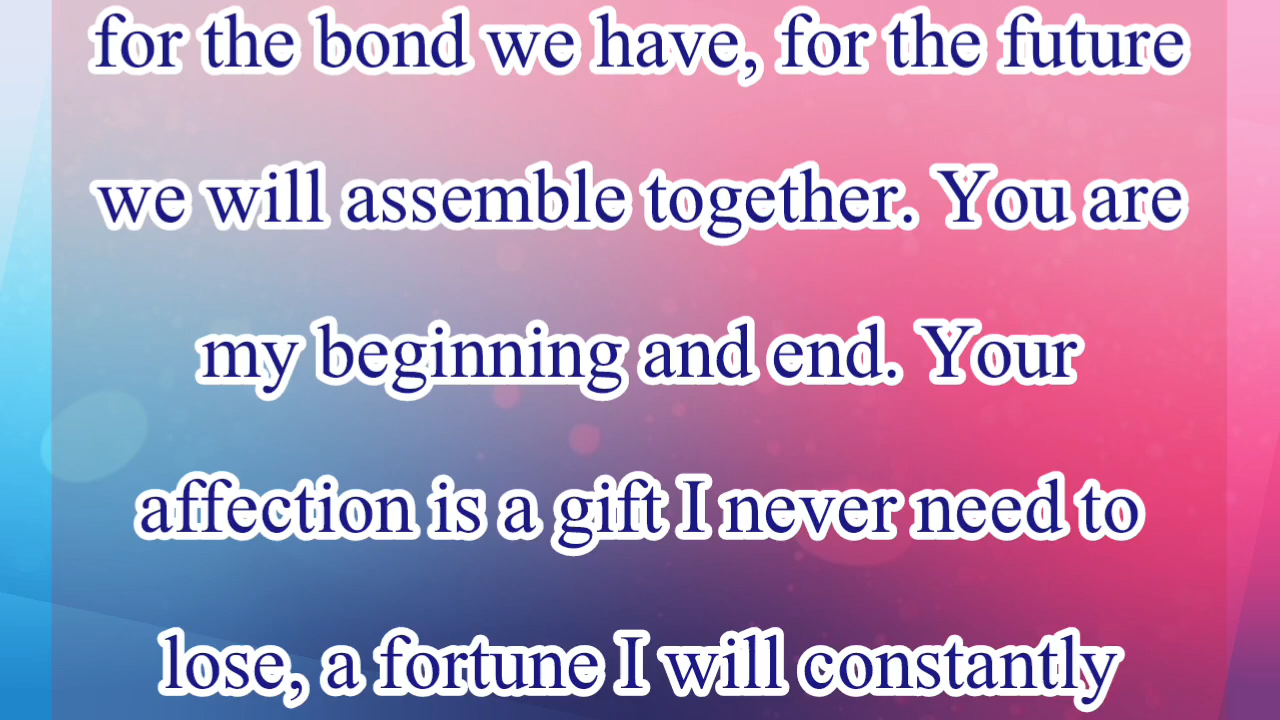 for the bond we have, for the future
we will assemble together. You are
my beginning and end. Your
affection is a gift I never need to
lose, a fortune I will constantly